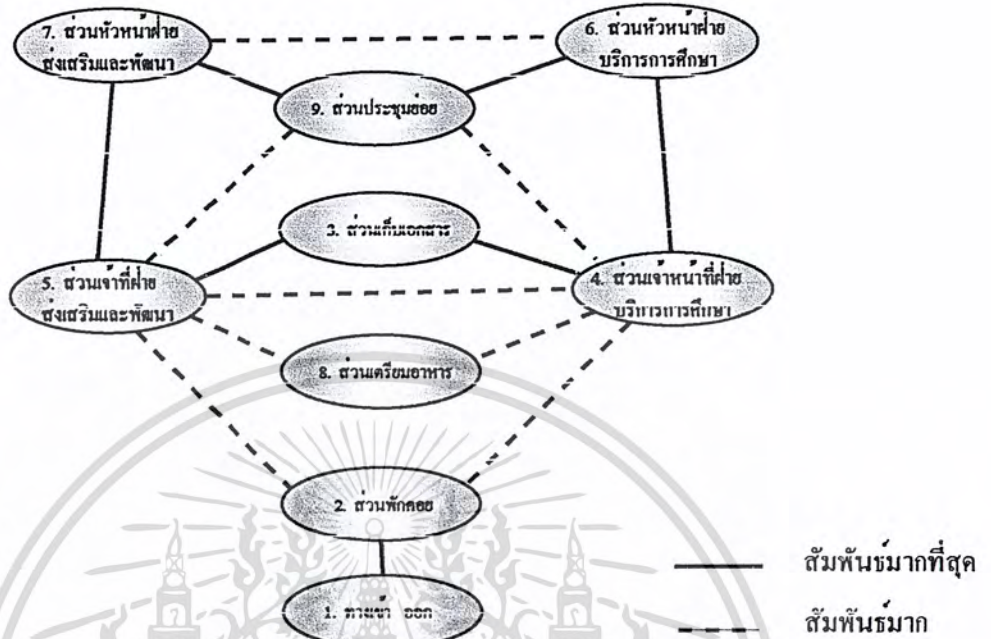 7. ส่วนหัวหน้าฝ่าย
ส่งเสริมและพัฒนา
6. ส่วนหัวหน้าฝ่าย
บริการการศึกษา
9. ส่วนประชุมย่อย
3. ส่วนเก็บเอกสาร
5. ส่วนเจ้าที่ฝ่าย
ส่งเสริมและพัฒนา
4. ส่วนเจ้าหน้าที่ฝ่าย
บริการการศึกษา
8. ส่วนเตรียมอาหาร
2. ส่วนพักคอย
1. ทางเข้า ออก
สัมพันธ์มากที่สุด
สัมพันธ์มาก